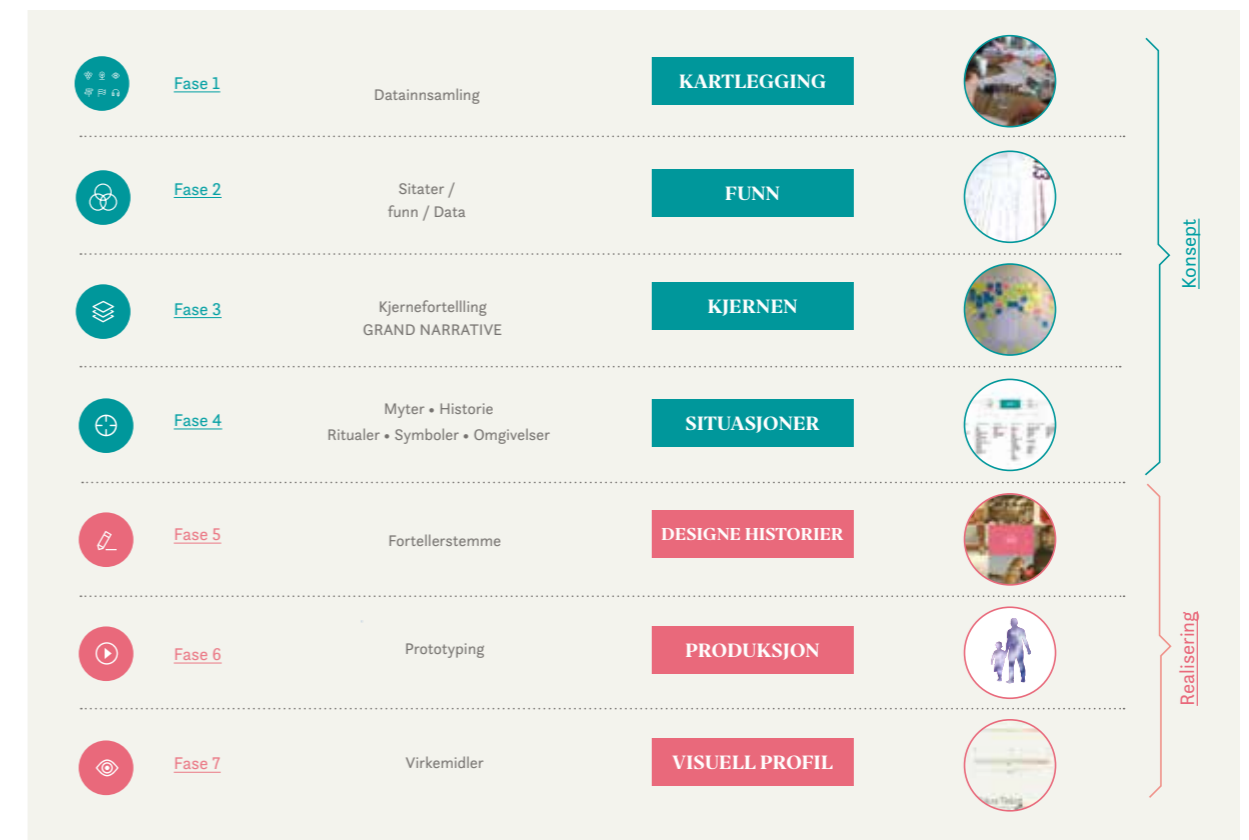 Fase 1
Datainnsamling
KARTLEGGING
Fase 2
Sitater /
funn / Data
FUNN
Fase 3
Kjernefortellling
GRAND NARRATIVE
KJERNEN
Fase 4
Myter • Historie
Ritualer • Symboler • Omgivelser
SITUASJONER
Konsept
Fase 5
Fortellerstemme
DESIGNE HISTORIER
Fase 6
Prototyping
PRODUKSJON
Fase 7
Virkemidler
VISUELL PROFIL
Realisering